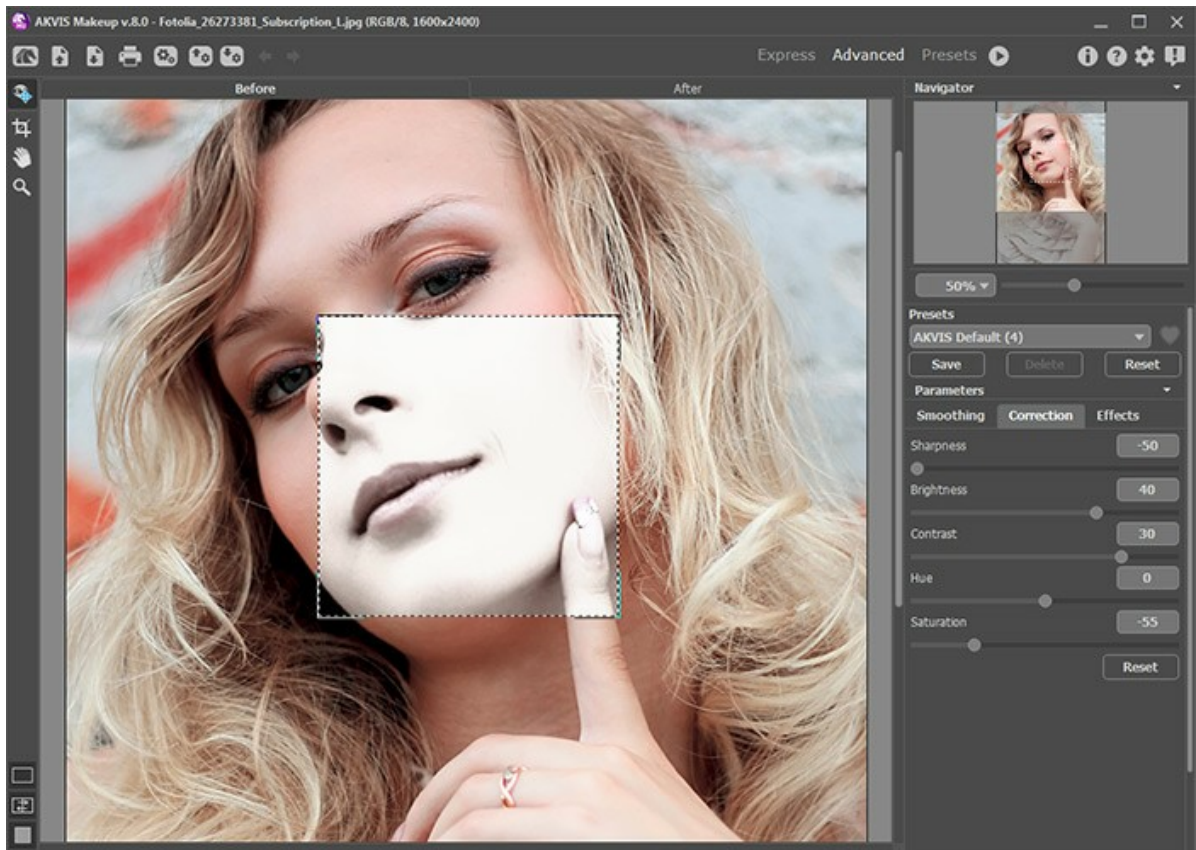 AKVIS Makeup v.8.0 - Fotolia_26273381_Subscription_L.jpg (RGB/8, 1600x2400)
Express Advanced Presets
Before After
Navigator
50%
Presets
AKVIS Default (4)
Save Delete Reset
Parameters
Smoothing Correction Effects
Sharpness -50
Brightness 40
Contrast 30
Hue 0
Saturation -55
Reset